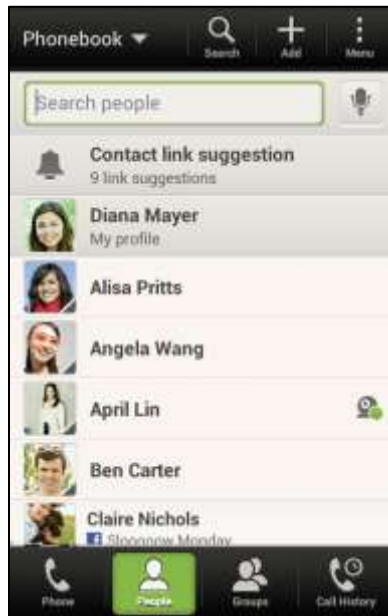 Phonebook
Search Add Menu
Search people
Contact link suggestion
9 link suggestions
Diana Mayer
My profile
Alisa Pritts
Angela Wang
April Lin
Ben Carter
Claire Nichols
Monday
Phone People Groups Call History